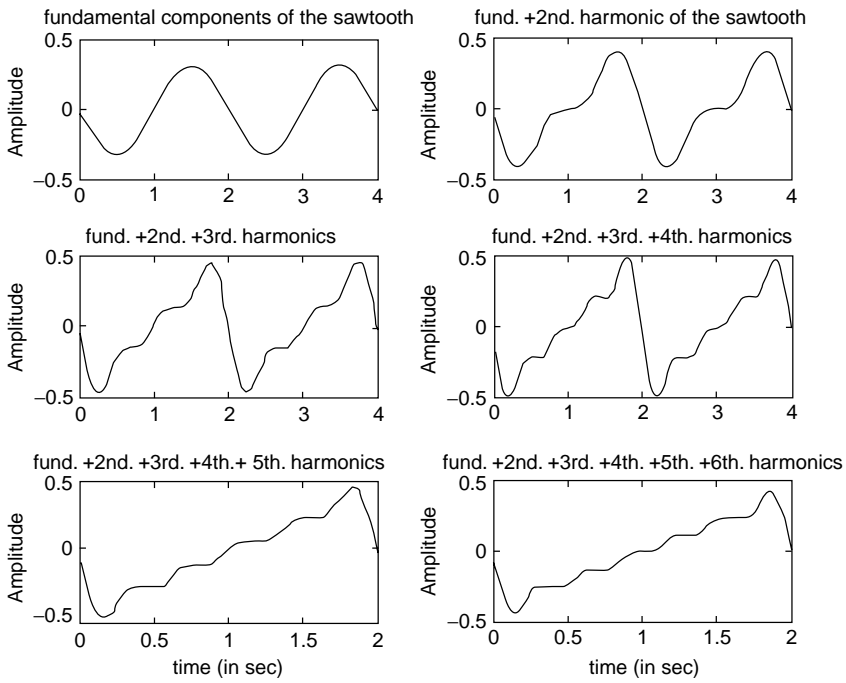 fundamental components of the sawtooth
Amplitude
0.5
0
–0.5
0 1 2 3 4
fund. +2nd. harmonic of the sawtooth
Amplitude
0.5
0
–0.5
0 1 2 3 4
fund. +2nd. +3rd. harmonics
Amplitude
0.5
0
–0.5
0 1 2 3 4
fund. +2nd. +3rd. +4th. harmonics
Amplitude
0.5
0
–0.5
0 1 2 3 4
fund. +2nd. +3rd. +4th.+ 5th. harmonics
Amplitude
0.5
0
–0.5
0 0.5 1 1.5 2
time (in sec)
fund. +2nd. +3rd. +4th. +5th. +6th. harmonics
Amplitude
0.5
0
–0.5
0 0.5 1 1.5 2
time (in sec)